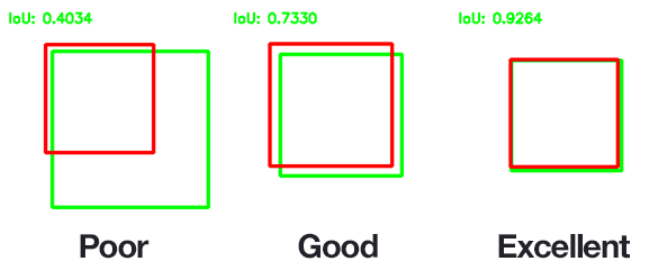 IoU: 0.4034
IoU: 0.7330
IoU: 0.9264
Poor
Good
Excellent